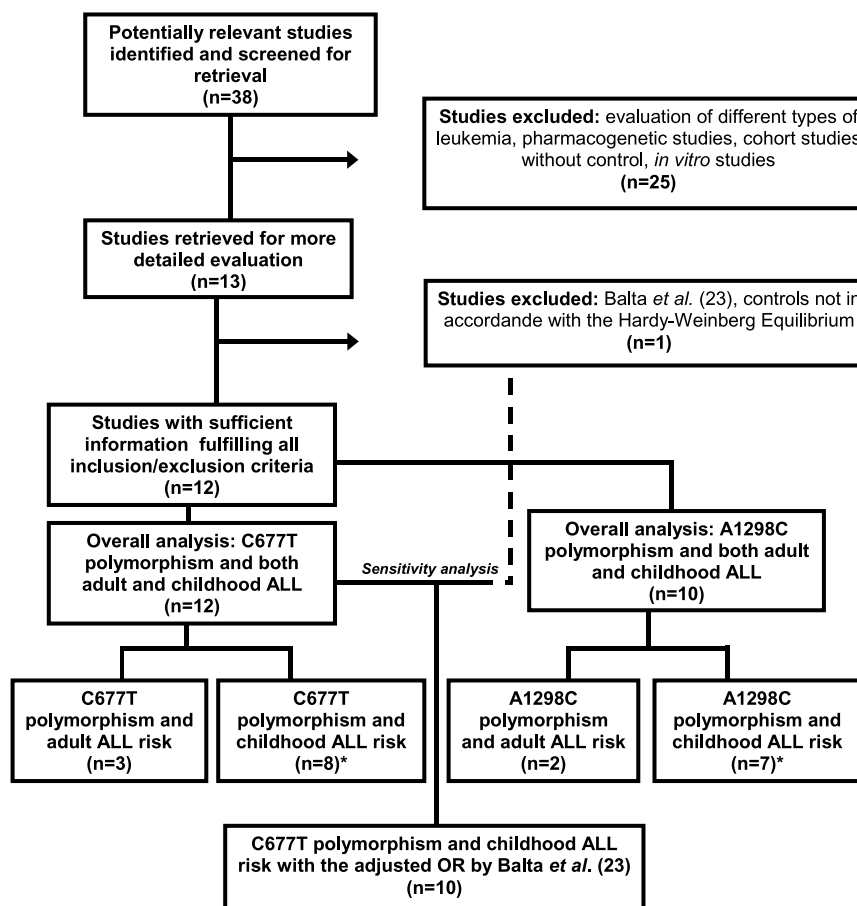 Potentially relevant studies
identified and screened for
retrieval
(n=38)
Studies excluded: evaluation of different types of
leukemia, pharmacogenetic studies, cohort studies
without control, in vitro studies
(n=25)
Studies retrieved for more
detailed evaluation
(n=13)
Studies excluded: Balta et al. (23), controls not in
accordande with the Hardy-Weinberg Equilibrium
(n=1)
Studies with sufficient
information fulfilling all
inclusion/exclusion criteria
(n=12)
Overall analysis: C677T
polymorphism and both
adult and childhood ALL
(n=12)
Sensitivity analysis
Overall analysis: A1298C
polymorphism and both adult
and childhood ALL
(n=10)
C677T
polymorphism and
adult ALL risk
(n=3)
C677T
polymorphism and
childhood ALL risk
(n=8)*
A1298C
polymorphism
and adult ALL risk
(n=2)
A1298C
polymorphism and
childhood ALL risk
(n=7)*
C677T polymorphism and childhood ALL
risk with the adjusted OR by Balta et al. (23)
(n=10)